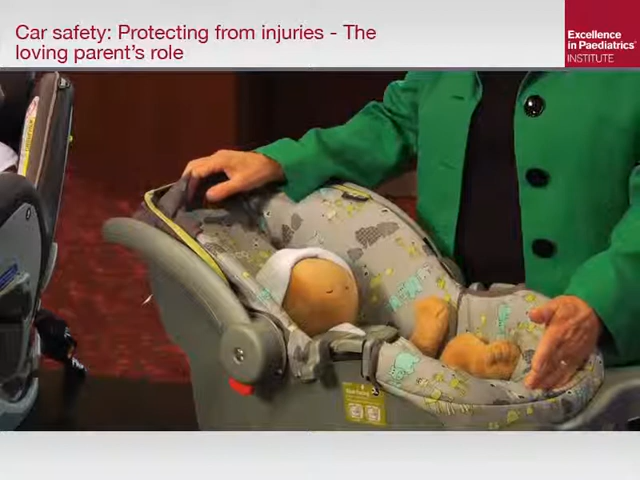 Car safety: Protecting from injuries - The
loving parent's role
Excellence
in Paediatrics
INSTITUTE